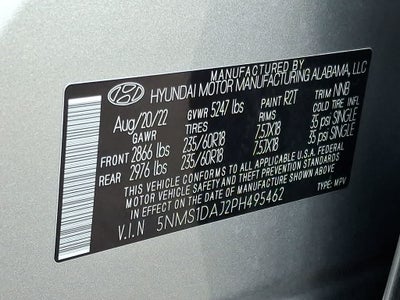 MANUFACTURED BY
HYUNDAI MOTOR MANUFACTURING ALABAMA, LLC
Aug/20/22 GVWR 5247 lbs PAINT R2T TRIM NNB
GAWR TIRES RIMS COLD TIRE INFL
FRONT 2866 lbs 235/60R18 7.5JX18 35 psi SINGLE
REAR 2976 lbs 235/60R18 7.5JX18 35 psi SINGLE
THIS VEHICLE CONFORMS TO ALL APPLICABLE U.S.A. FEDERAL
MOTOR VEHICLE SAFETY AND THEFT PREVENTION STANDARDS
IN EFFECT ON THE DATE OF MANUFACTURE SHOWN ABOVE.
V.I.N 5NMS1DAJ2PH495462 TYPE: MPV